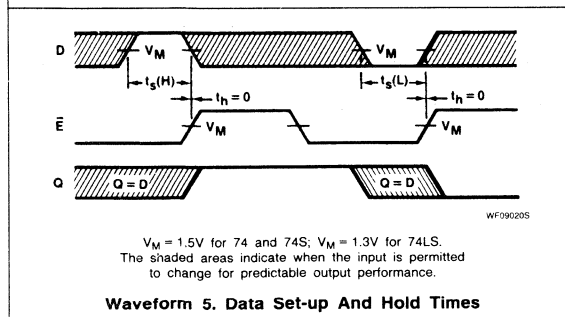 D
V_M
V_M
t_s(H)
t_s(L)
t_h = 0
t_h = 0
Ē
V_M
V_M
Q
Q = D
Q = D
WF09020S
V_M = 1.5V for 74 and 74S; V_M = 1.3V for 74LS.
The shaded areas indicate when the input is permitted
to change for predictable output performance.
Waveform 5. Data Set-up And Hold Times